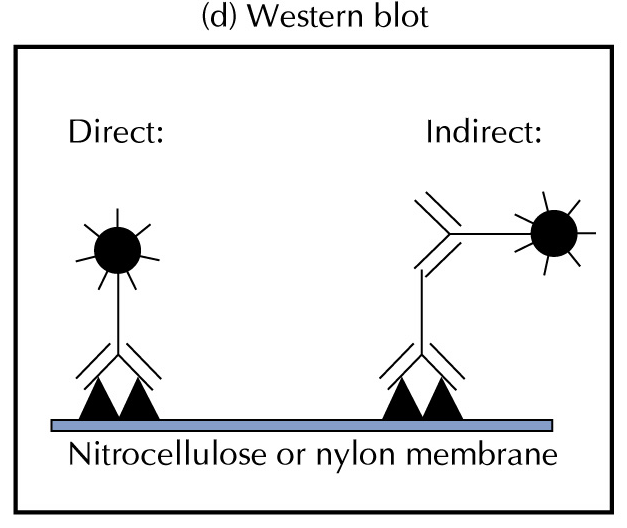 (d) Western blot
Direct:
Indirect:
Nitrocellulose or nylon membrane